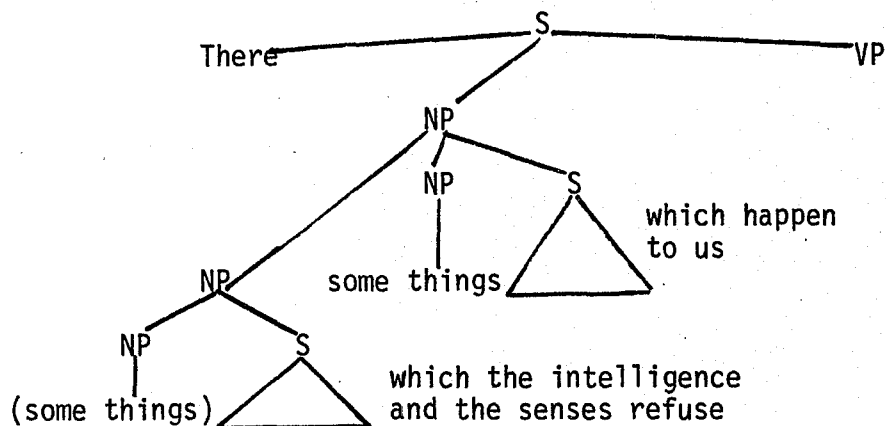 S
There VP
NP
NP S
which happen
to us
NP some things
NP S
which the intelligence
(some things) and the senses refuse